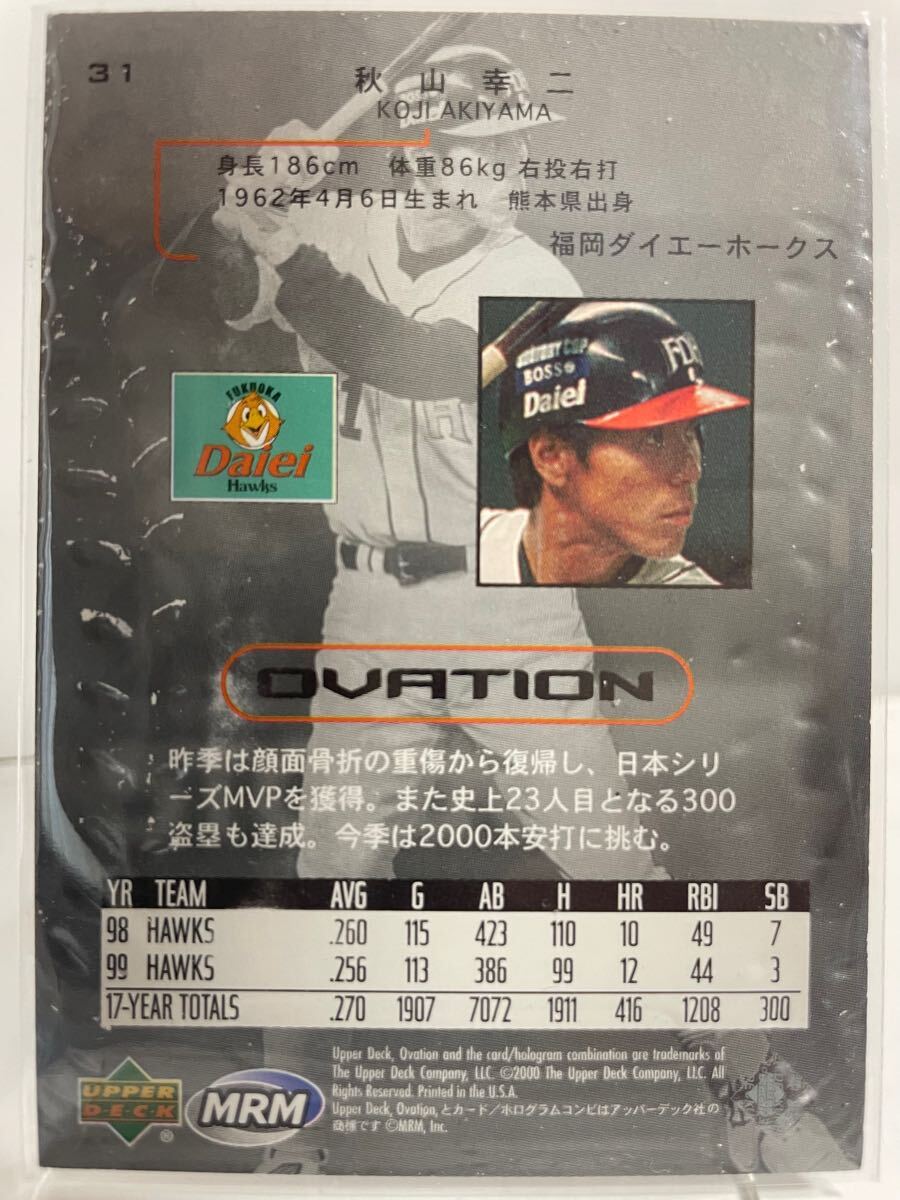 31
秋山幸二
KOJI AKIYAMA
身長186cm 体重86kg 右投右打
1962年4月6日生まれ 熊本県出身
福岡ダイエーホークス
BOSS
Daiei
FDH
FUKUOKA
Daiei
Hawks
1 H
OVATION
昨季は顔面骨折の重傷から復帰し、日本シリ
ーズMVPを獲得。また史上23人目となる300
盗塁も達成。今季は2000本安打に挑む。
YR TEAM AVG G AB H HR RBI SB
98 HAWKS .260 115 423 110 10 49 7
99 HAWKS .256 113 386 99 12 44 3
17-YEAR TOTALS .270 1907 7072 1911 416 1208 300
Upper Deck, Ovation and the card/hologram combination are trademarks of
The Upper Deck Company, LLC. ©2000 The Upper Deck Company, LLC. All
Rights Reserved. Printed in the U.S.A.
Upper Deck, Ovation, とカード/ホログラムコンビはアッパーデック社の
商標です ©MRM, Inc.
UPPER
DECK
®
MRM